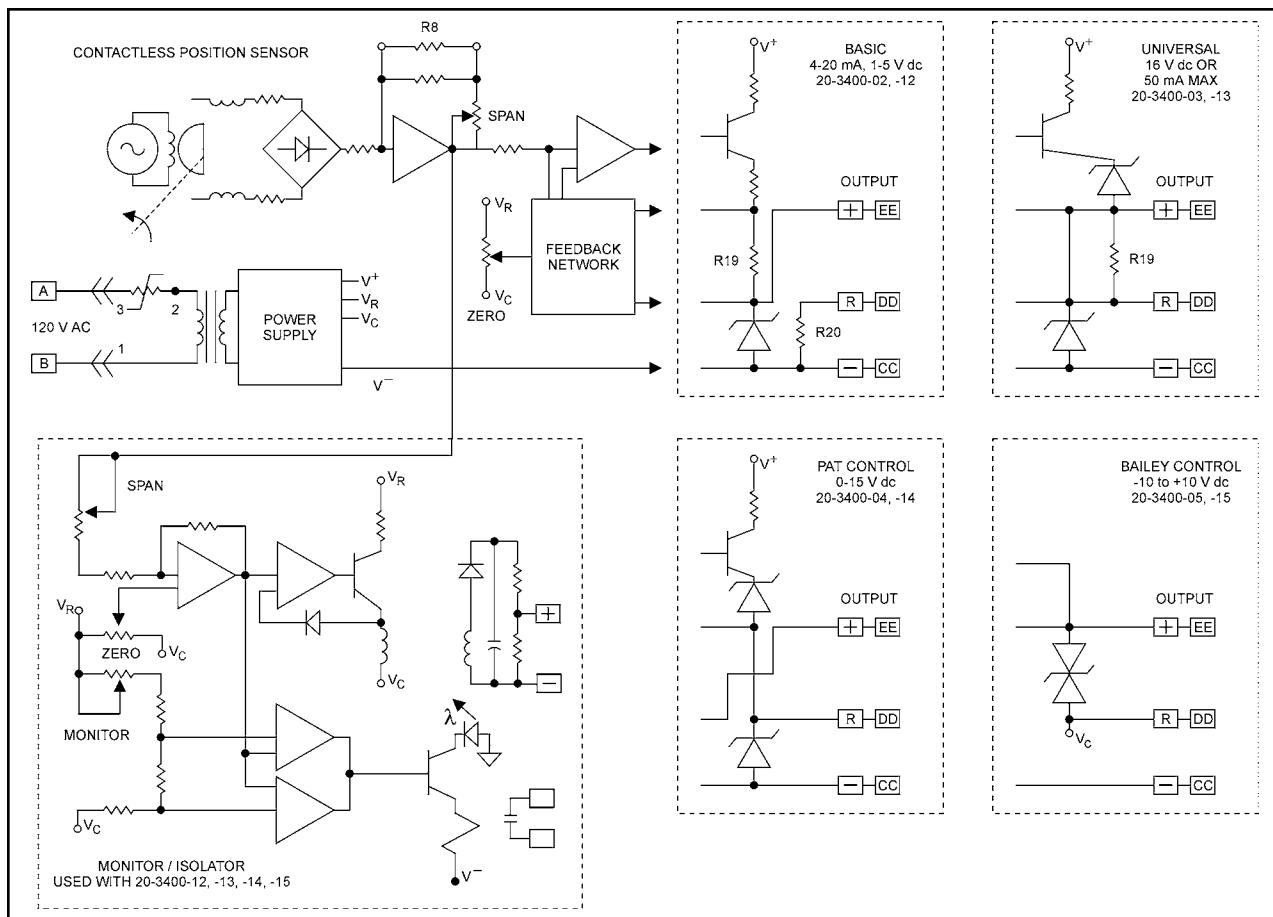 CONTACTLESS POSITION SENSOR
R8
SPAN
V_R
V_C
ZERO
FEEDBACK
NETWORK
A
120 V AC
B
3
2
1
POWER
SUPPLY
V+
V_R
V_C
V−
BASIC
4-20 mA, 1-5 V dc
20-3400-02, -12
V+
OUTPUT
+ EE
R19
R DD
R20
− CC
UNIVERSAL
16 V dc OR
50 mA MAX
20-3400-03, -13
V+
OUTPUT
+ EE
R19
R DD
− CC
SPAN
V_R
V_R
ZERO
V_C
V_C
MONITOR
V_C
+
−
λ
V−
MONITOR / ISOLATOR
USED WITH 20-3400-12, -13, -14, -15
PAT CONTROL
0-15 V dc
20-3400-04, -14
V+
OUTPUT
+ EE
R DD
− CC
BAILEY CONTROL
-10 to +10 V dc
20-3400-05, -15
OUTPUT
+ EE
R DD
V_C
− CC